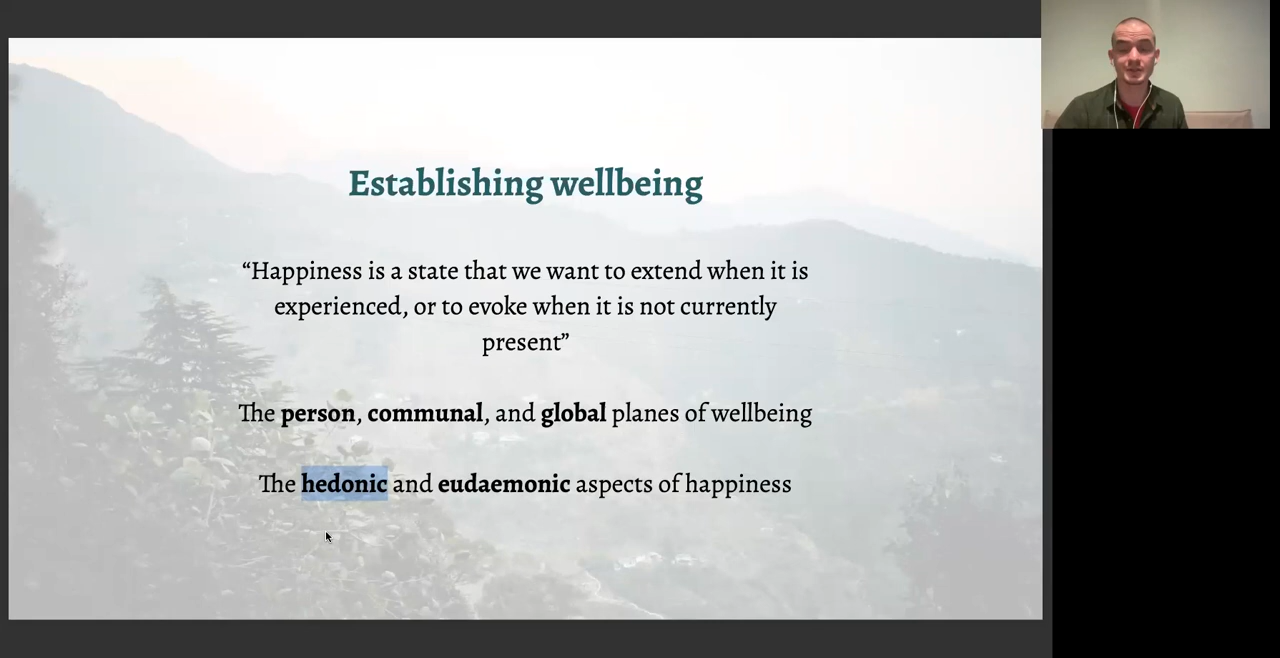 Establishing wellbeing
“Happiness is a state that we want to extend when it is
experienced, or to evoke when it is not currently
present”
The person, communal, and global planes of wellbeing
The hedonic and eudaemonic aspects of happiness